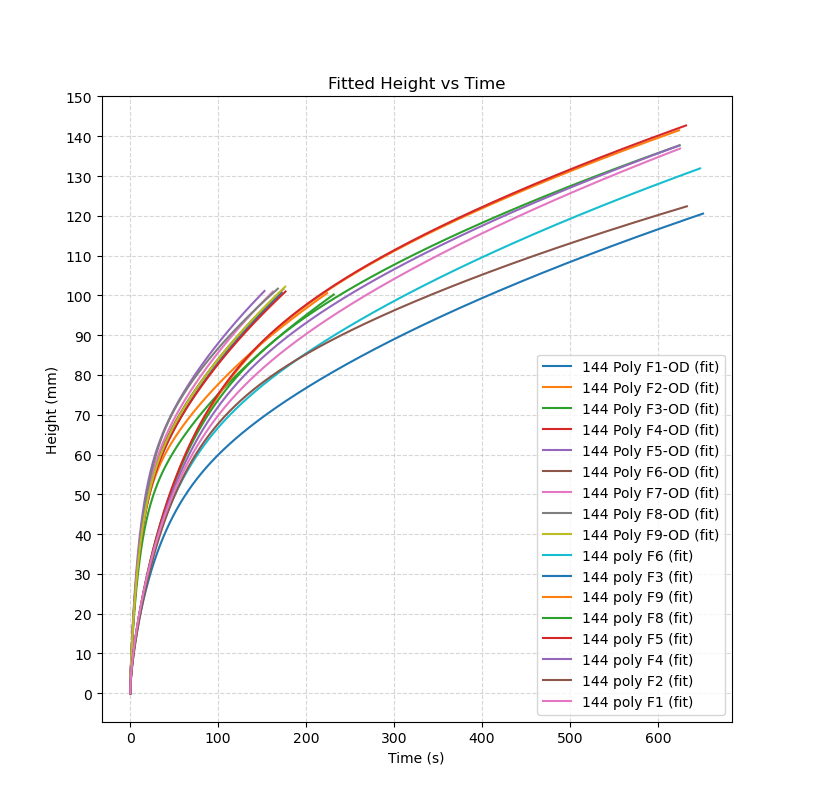 Fitted Height vs Time
150
140
130
120
110
100
90
80
70
60
50
40
30
20
10
0
Height (mm)
144 Poly F1-OD (fit)
144 Poly F2-OD (fit)
144 Poly F3-OD (fit)
144 Poly F4-OD (fit)
144 Poly F5-OD (fit)
144 Poly F6-OD (fit)
144 Poly F7-OD (fit)
144 Poly F8-OD (fit)
144 Poly F9-OD (fit)
144 poly F6 (fit)
144 poly F3 (fit)
144 poly F9 (fit)
144 poly F8 (fit)
144 poly F5 (fit)
144 poly F4 (fit)
144 poly F2 (fit)
144 poly F1 (fit)
0 100 200 300 400 500 600
Time (s)